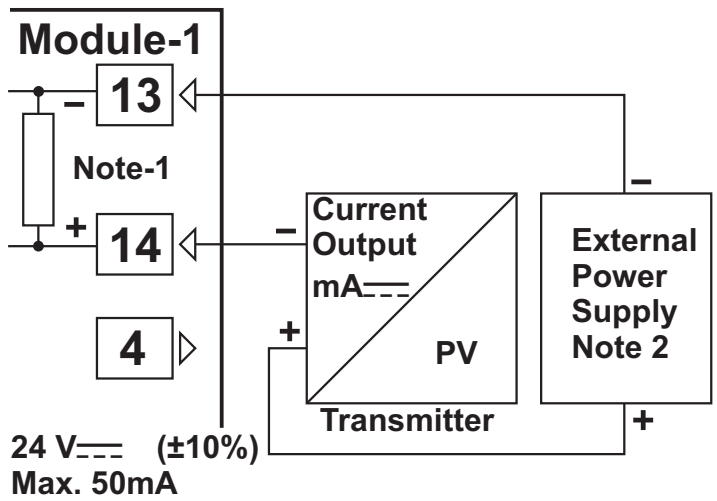 Module-1
− 13
Note-1
+ 14
4
24 V (±10%)
Max. 50mA
−
Current
Output
mA
+
PV
Transmitter
−
External
Power
Supply
Note 2
+